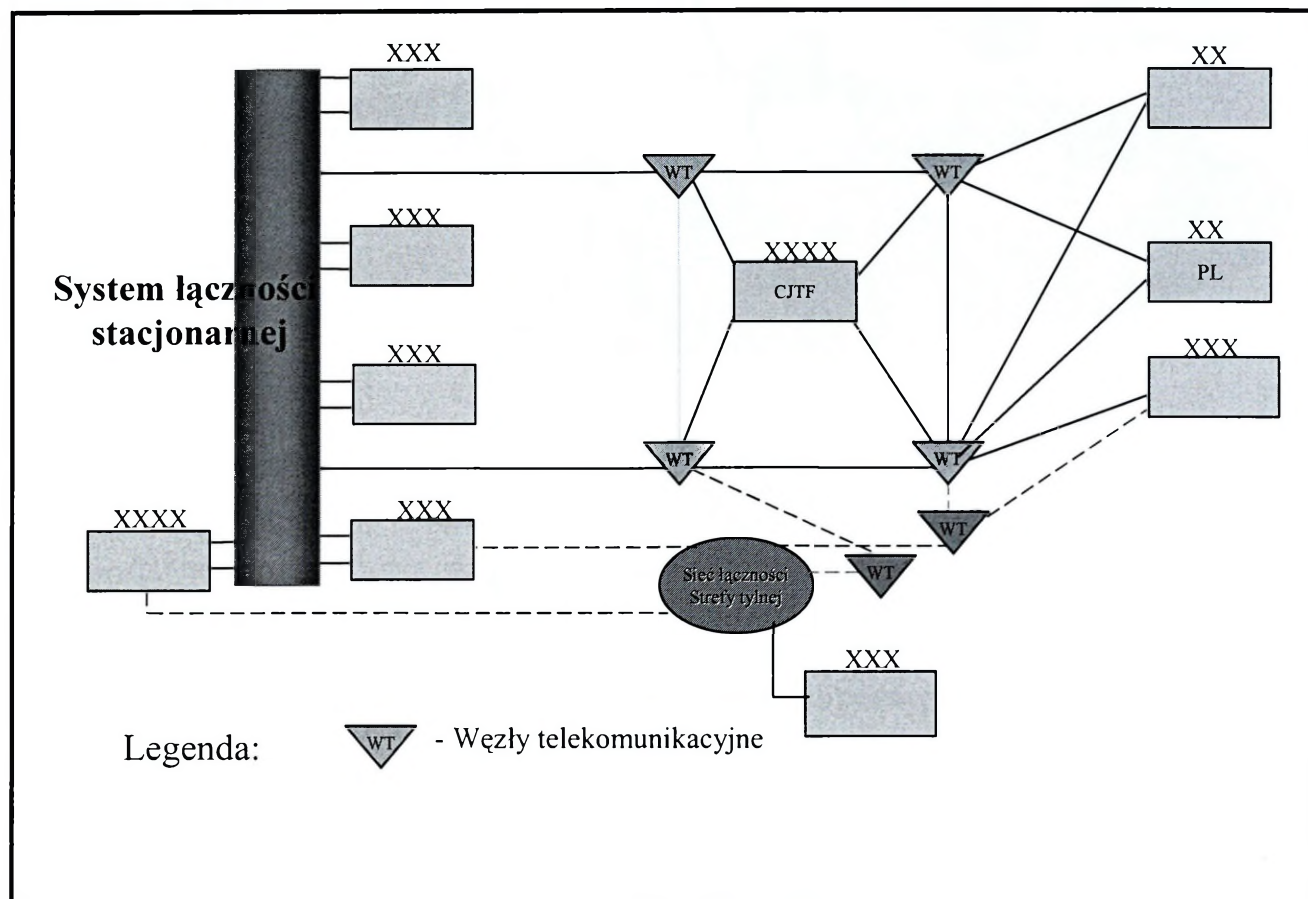 XXX
XX
WT
WT
XXX
XXXX
XX
CJTF
PL
System łączności
stacjonarnej
XXX
XXX
WT
WT
XXXX
XXX
WT
WT
Sieć łączności
Strefy tylnej
XXX
Legenda:
WT
- Węzły telekomunikacyjne